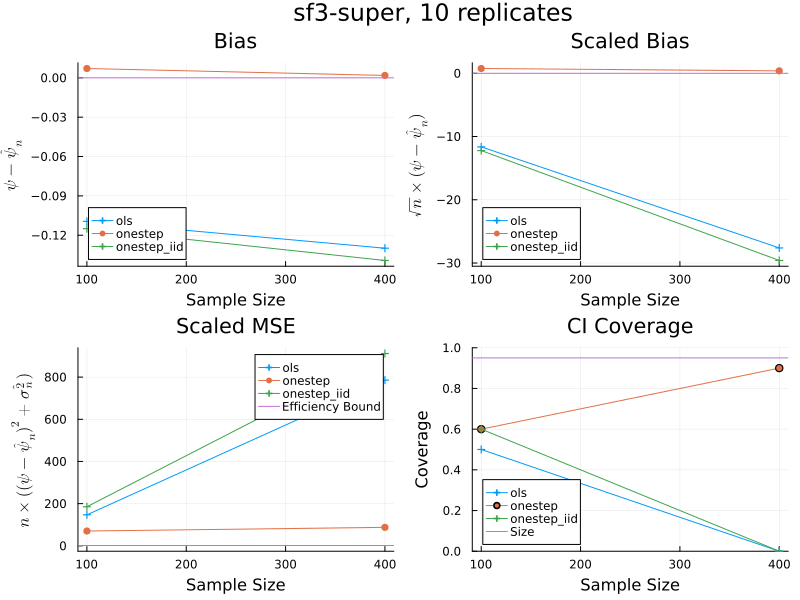 sf3-super, 10 replicates
Bias
ψ − ψ̂ₙ
0.00
−0.03
−0.06
−0.09
−0.12
ols
onestep
onestep_iid
100 200 300 400
Sample Size
Scaled Bias
√n × (ψ − ψ̂ₙ)
0
−10
−20
−30
ols
onestep
onestep_iid
100 200 300 400
Sample Size
Scaled MSE
n × ((ψ − ψ̂ₙ)² + σ̂ₙ²)
800
600
400
200
0
ols
onestep
onestep_iid
Efficiency Bound
100 200 300 400
Sample Size
CI Coverage
Coverage
1.0
0.8
0.6
0.4
0.2
0.0
ols
onestep
onestep_iid
Size
100 200 300 400
Sample Size